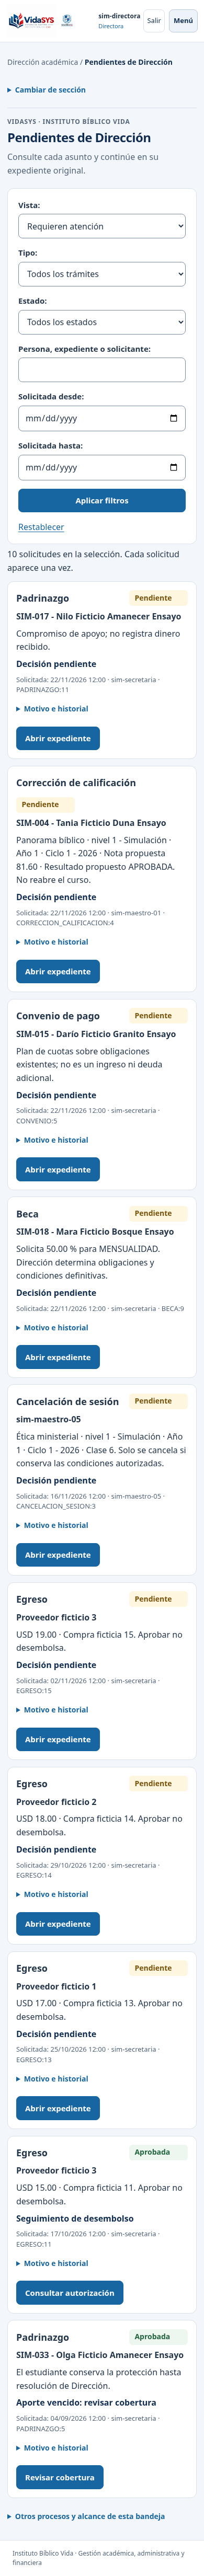 VidaSYS
sim-directora
Directora
Salir
Menú
Dirección académica / Pendientes de Dirección
Cambiar de sección
VIDASYS · INSTITUTO BÍBLICO VIDA
Pendientes de Dirección
Consulte cada asunto y continúe en su
expediente original.
Vista:
Requieren atención
Tipo:
Todos los trámites
Estado:
Todos los estados
Persona, expediente o solicitante:
Solicitada desde:
mm/dd/yyyy
Solicitada hasta:
mm/dd/yyyy
Aplicar filtros
Restablecer
10 solicitudes en la selección. Cada solicitud
aparece una vez.
Padrinazgo
Pendiente
SIM-017 - Nilo Ficticio Amanecer Ensayo
Compromiso de apoyo; no registra dinero
recibido.
Decisión pendiente
Solicitada: 22/11/2026 12:00 · sim-secretaria ·
PADRINAZGO:11
Motivo e historial
Abrir expediente
Corrección de calificación
Pendiente
SIM-004 - Tania Ficticio Duna Ensayo
Panorama bíblico · nivel 1 - Simulación ·
Año 1 · Ciclo 1 - 2026 · Nota propuesta
81.60 · Resultado propuesto APROBADA.
No reabre el curso.
Decisión pendiente
Solicitada: 22/11/2026 12:00 · sim-maestro-01 ·
CORRECCION_CALIFICACION:4
Motivo e historial
Abrir expediente
Convenio de pago
Pendiente
SIM-015 - Darío Ficticio Granito Ensayo
Plan de cuotas sobre obligaciones
existentes; no es un ingreso ni deuda
adicional.
Decisión pendiente
Solicitada: 22/11/2026 12:00 · sim-secretaria ·
CONVENIO:5
Motivo e historial
Abrir expediente
Beca
Pendiente
SIM-018 - Mara Ficticio Bosque Ensayo
Solicita 50.00 % para MENSUALIDAD.
Dirección determina obligaciones y
condiciones definitivas.
Decisión pendiente
Solicitada: 22/11/2026 12:00 · sim-secretaria · BECA:9
Motivo e historial
Abrir expediente
Cancelación de sesión
Pendiente
sim-maestro-05
Ética ministerial · nivel 1 - Simulación · Año
1 · Ciclo 1 - 2026 · Clase 6. Solo se cancela si
conserva las condiciones autorizadas.
Decisión pendiente
Solicitada: 16/11/2026 12:00 · sim-maestro-05 ·
CANCELACION_SESION:3
Motivo e historial
Abrir expediente
Egreso
Pendiente
Proveedor ficticio 3
USD 19.00 · Compra ficticia 15. Aprobar no
desembolsa.
Decisión pendiente
Solicitada: 02/11/2026 12:00 · sim-secretaria ·
EGRESO:15
Motivo e historial
Abrir expediente
Egreso
Pendiente
Proveedor ficticio 2
USD 18.00 · Compra ficticia 14. Aprobar no
desembolsa.
Decisión pendiente
Solicitada: 29/10/2026 12:00 · sim-secretaria ·
EGRESO:14
Motivo e historial
Abrir expediente
Egreso
Pendiente
Proveedor ficticio 1
USD 17.00 · Compra ficticia 13. Aprobar no
desembolsa.
Decisión pendiente
Solicitada: 25/10/2026 12:00 · sim-secretaria ·
EGRESO:13
Motivo e historial
Abrir expediente
Egreso
Aprobada
Proveedor ficticio 3
USD 15.00 · Compra ficticia 11. Aprobar no
desembolsa.
Seguimiento de desembolso
Solicitada: 17/10/2026 12:00 · sim-secretaria ·
EGRESO:11
Motivo e historial
Consultar autorización
Padrinazgo
Aprobada
SIM-033 - Olga Ficticio Amanecer Ensayo
El estudiante conserva la protección hasta
resolución de Dirección.
Aporte vencido: revisar cobertura
Solicitada: 04/09/2026 12:00 · sim-secretaria ·
PADRINAZGO:5
Motivo e historial
Revisar cobertura
Otros procesos y alcance de esta bandeja
Instituto Bíblico Vida · Gestión académica, administrativa y
financiera